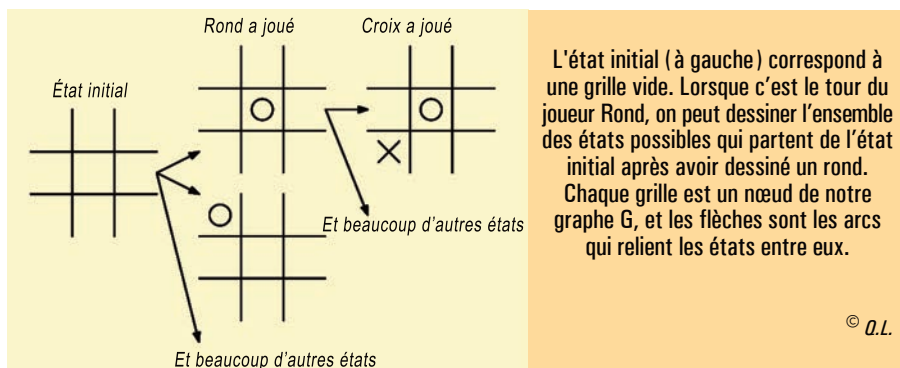 Rond a joué
Croix a joué
État initial
Et beaucoup d'autres états
Et beaucoup d'autres états
L'état initial (à gauche) correspond à
une grille vide. Lorsque c'est le tour du
joueur Rond, on peut dessiner l'ensemble
des états possibles qui partent de l'état
initial après avoir dessiné un rond.
Chaque grille est un nœud de notre
graphe G, et les flèches sont les arcs
qui relient les états entre eux.
© Q.L.